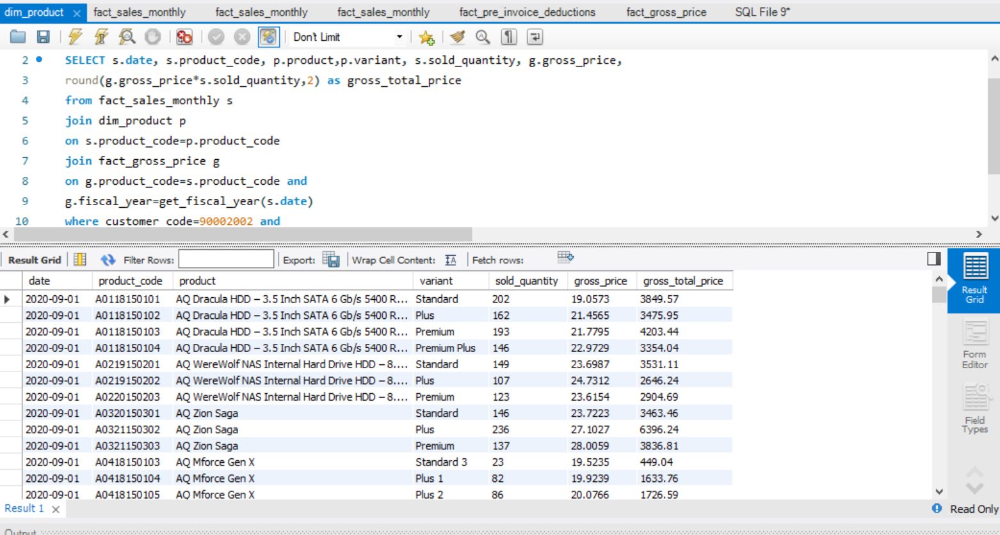 dim_product × fact_sales_monthly fact_sales_monthly fact_sales_monthly fact_pre_invoice_deductions fact_gross_price SQL File 9*
Don't Limit
2 SELECT s.date, s.product_code, p.product,p.variant, s.sold_quantity, g.gross_price,
3 round(g.gross_price*s.sold_quantity,2) as gross_total_price
4 from fact_sales_monthly s
5 join dim_product p
6 on s.product_code=p.product_code
7 join fact_gross_price g
8 on g.product_code=s.product_code and
9 g.fiscal_year=get_fiscal_year(s.date)
10 where customer_code=90002002 and
Result Grid Filter Rows: Export: Wrap Cell Content: IA Fetch rows:
date product_code product variant sold_quantity gross_price gross_total_price
2020-09-01 A0118150101 AQ Dracula HDD – 3.5 Inch SATA 6 Gb/s 5400 R... Standard 202 19.0573 3849.57
2020-09-01 A0118150102 AQ Dracula HDD – 3.5 Inch SATA 6 Gb/s 5400 R... Plus 162 21.4565 3475.95
2020-09-01 A0118150103 AQ Dracula HDD – 3.5 Inch SATA 6 Gb/s 5400 R... Premium 193 21.7795 4203.44
2020-09-01 A0118150104 AQ Dracula HDD – 3.5 Inch SATA 6 Gb/s 5400 R... Premium Plus 146 22.9729 3354.04
2020-09-01 A0219150201 AQ WereWolf NAS Internal Hard Drive HDD – 8.... Standard 149 23.6987 3531.11
2020-09-01 A0219150202 AQ WereWolf NAS Internal Hard Drive HDD – 8.... Plus 107 24.7312 2646.24
2020-09-01 A0220150203 AQ WereWolf NAS Internal Hard Drive HDD – 8.... Premium 123 23.6154 2904.69
2020-09-01 A0320150301 AQ Zion Saga Standard 146 23.7223 3463.46
2020-09-01 A0321150302 AQ Zion Saga Plus 236 27.1027 6396.24
2020-09-01 A0321150303 AQ Zion Saga Premium 137 28.0059 3836.81
2020-09-01 A0418150103 AQ Mforce Gen X Standard 3 23 19.5235 449.04
2020-09-01 A0418150104 AQ Mforce Gen X Plus 1 82 19.9239 1633.76
2020-09-01 A0418150105 AQ Mforce Gen X Plus 2 86 20.0766 1726.59
Result
Grid
Form
Editor
Field
Types
Result 1 × Read Only
Output